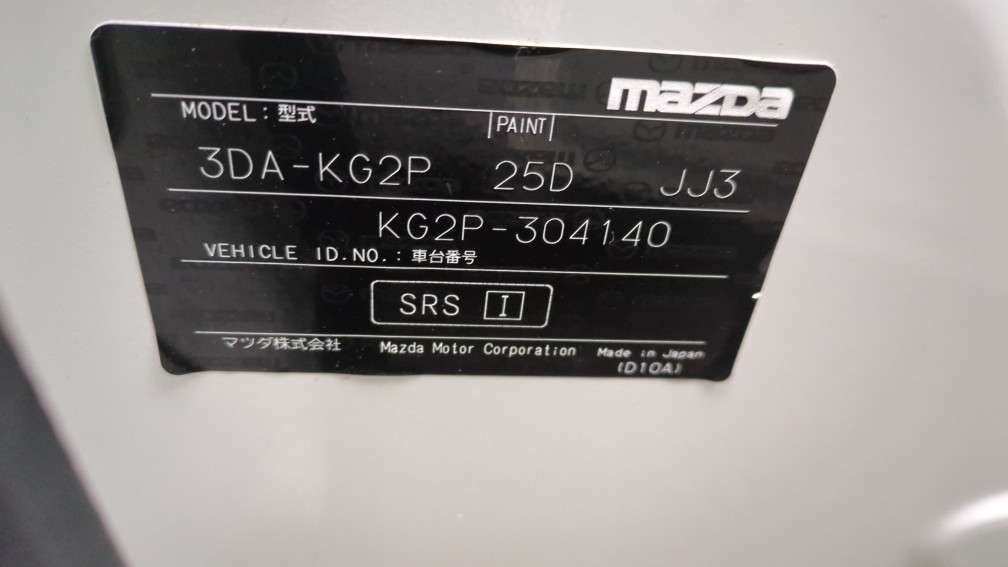 mazda
MODEL : 型式
PAINT
3DA-KG2P 25D JJ3
KG2P-304140
VEHICLE ID.NO. : 車台番号
SRS I
マツダ株式会社 Mazda Motor Corporation Made in Japan
(D10A)